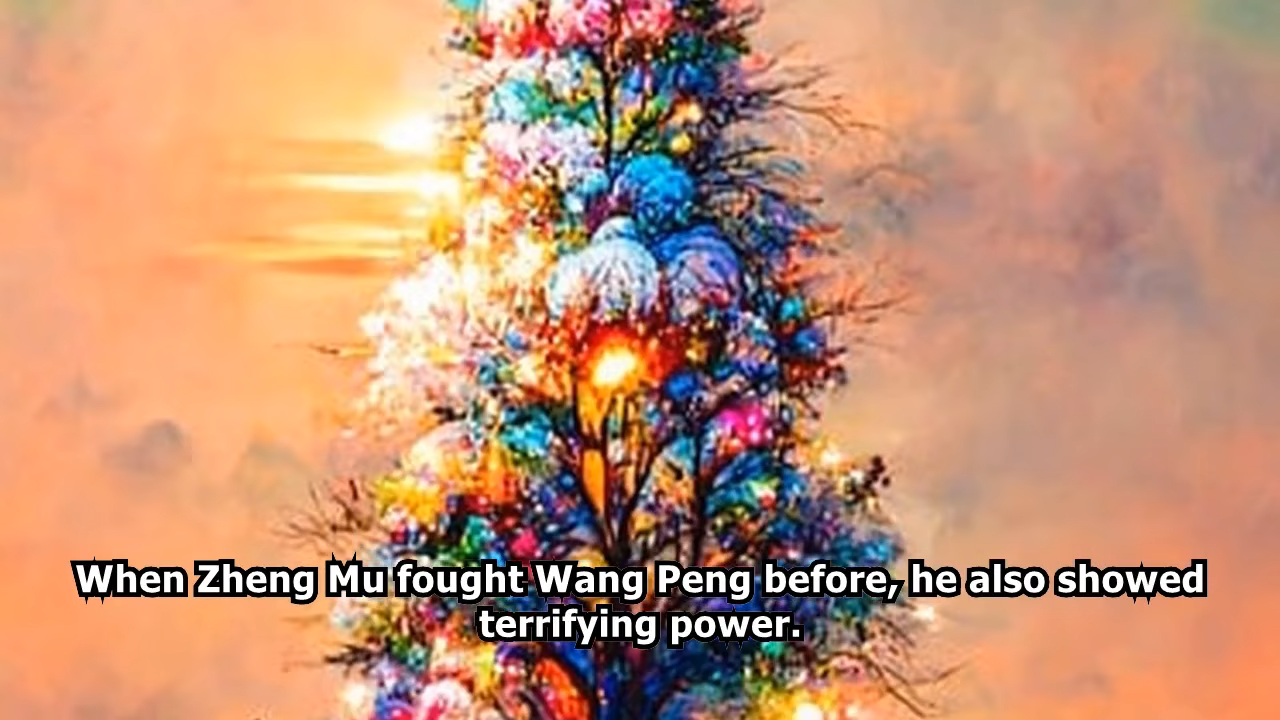 When Zheng Mu fought Wang Peng before, he also showed
terrifying power.